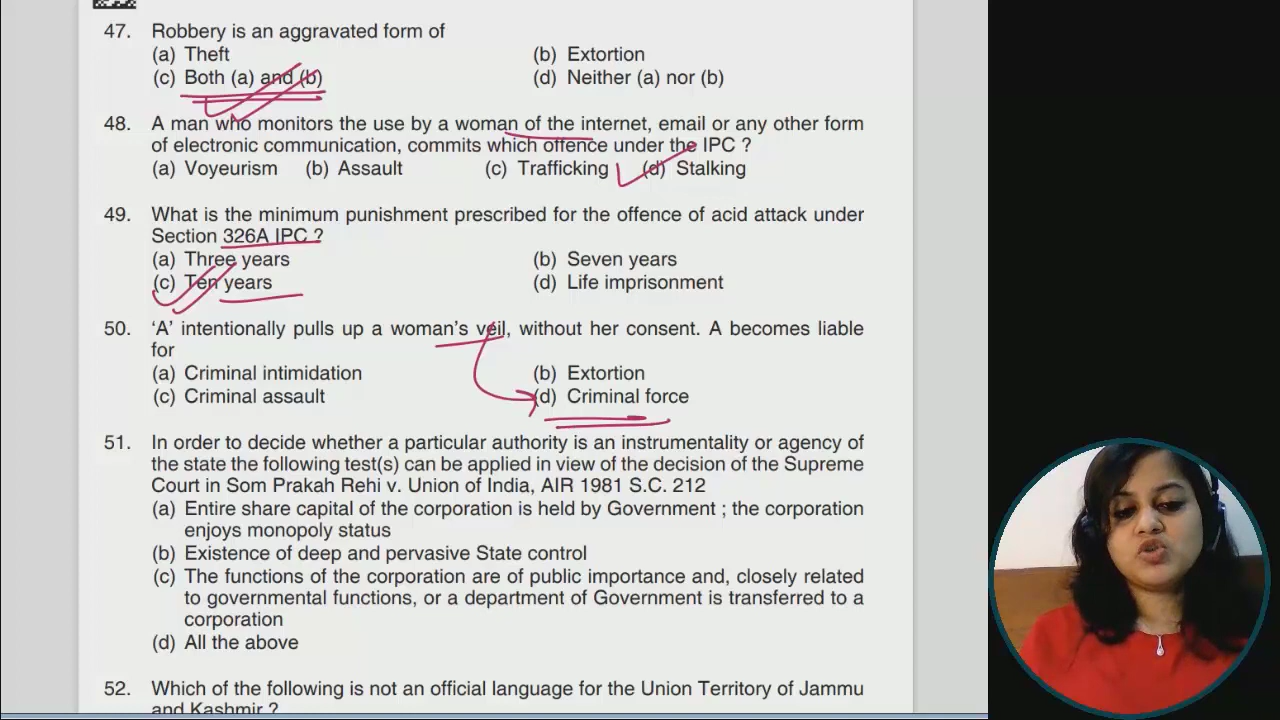 47. Robbery is an aggravated form of
(a) Theft (b) Extortion
(c) Both (a) and (b) (d) Neither (a) nor (b)
48. A man who monitors the use by a woman of the internet, email or any other form
of electronic communication, commits which offence under the IPC ?
(a) Voyeurism (b) Assault (c) Trafficking (d) Stalking
49. What is the minimum punishment prescribed for the offence of acid attack under
Section 326A IPC ?
(a) Three years (b) Seven years
(c) Ten years (d) Life imprisonment
50. ‘A’ intentionally pulls up a woman’s veil, without her consent. A becomes liable
for
(a) Criminal intimidation (b) Extortion
(c) Criminal assault (d) Criminal force
51. In order to decide whether a particular authority is an instrumentality or agency of
the state the following test(s) can be applied in view of the decision of the Supreme
Court in Som Prakah Rehi v. Union of India, AIR 1981 S.C. 212
(a) Entire share capital of the corporation is held by Government ; the corporation
enjoys monopoly status
(b) Existence of deep and pervasive State control
(c) The functions of the corporation are of public importance and, closely related
to governmental functions, or a department of Government is transferred to a
corporation
(d) All the above
52. Which of the following is not an official language for the Union Territory of Jammu
and Kashmir ?